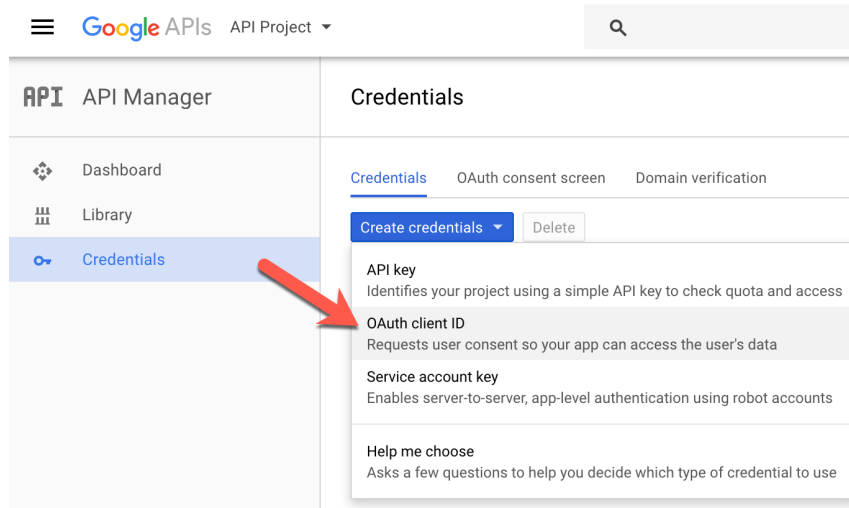 Google APIs API Project
API API Manager
Credentials
Dashboard
Library
Credentials
Credentials OAuth consent screen Domain verification
Create credentials Delete
API key
Identifies your project using a simple API key to check quota and access
OAuth client ID
Requests user consent so your app can access the user's data
Service account key
Enables server-to-server, app-level authentication using robot accounts
Help me choose
Asks a few questions to help you decide which type of credential to use